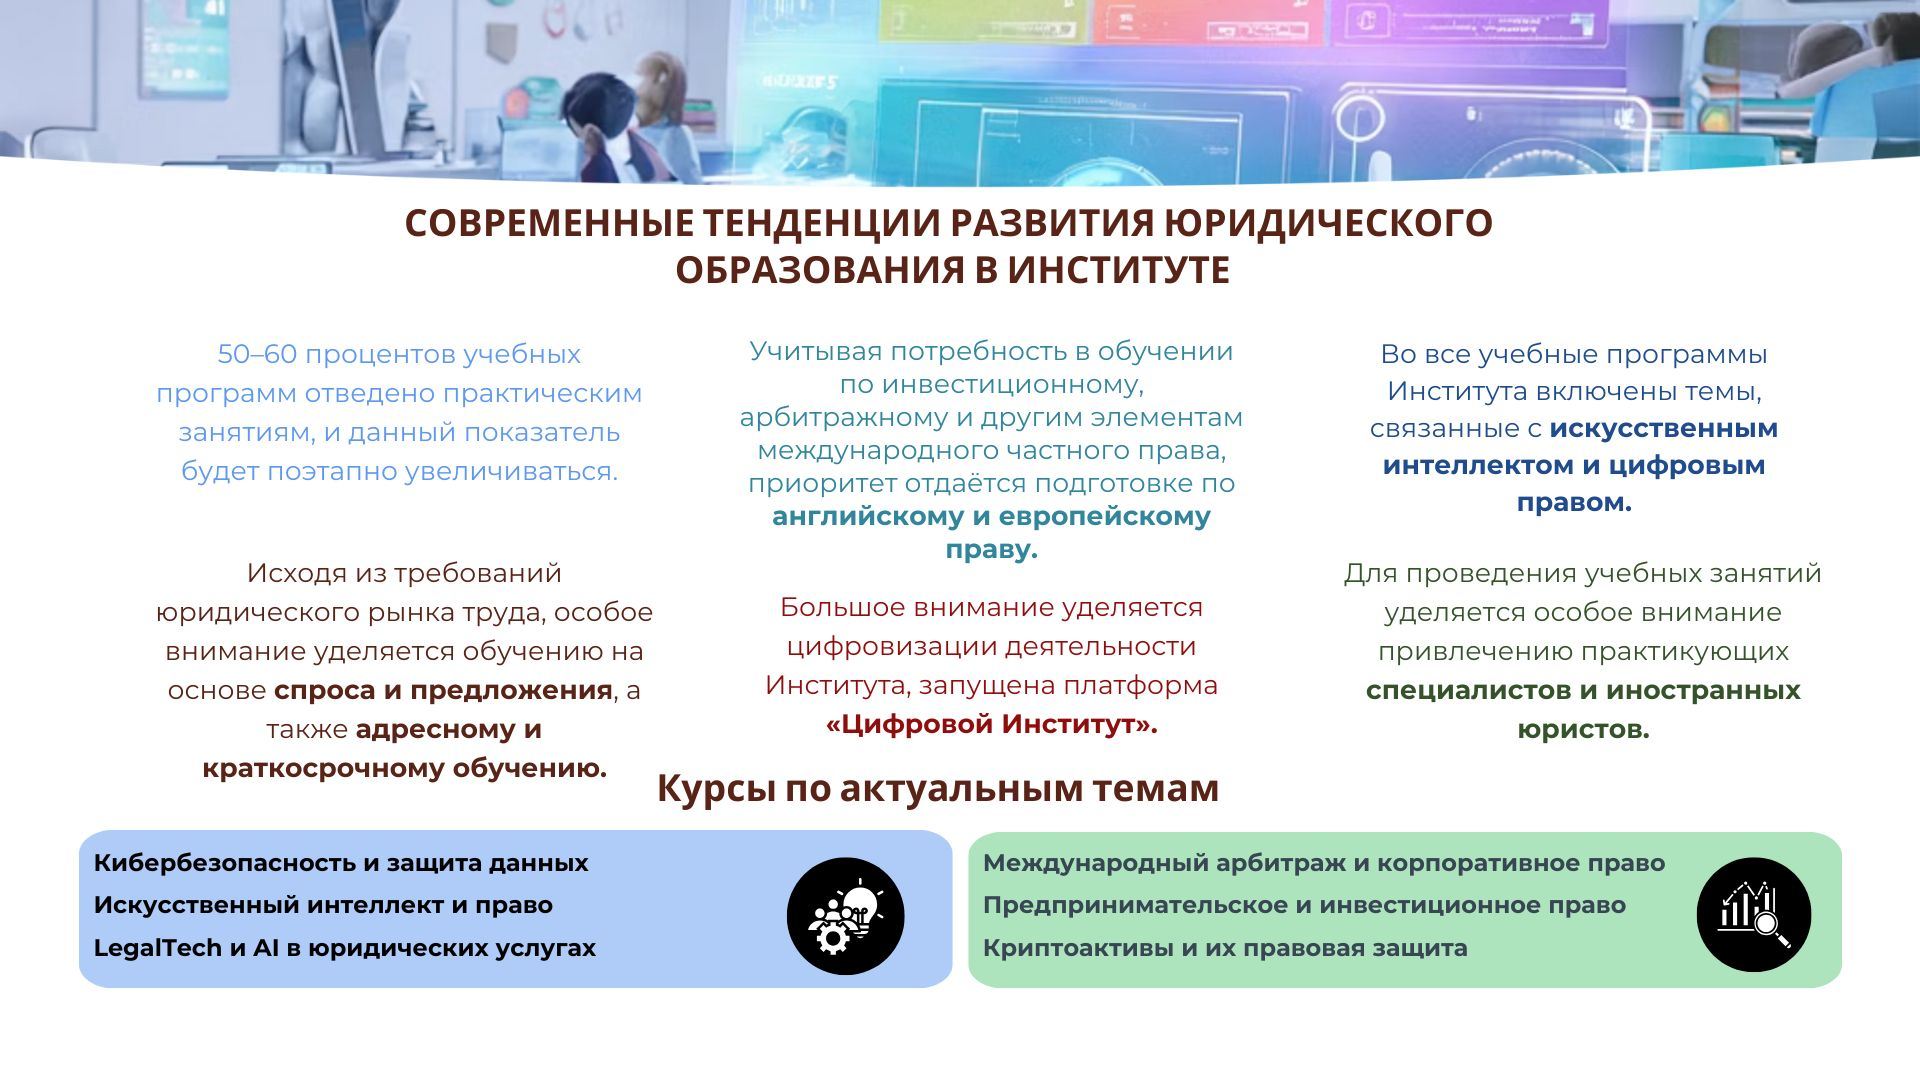 СОВРЕМЕННЫЕ ТЕНДЕНЦИИ РАЗВИТИЯ ЮРИДИЧЕСКОГО
ОБРАЗОВАНИЯ В ИНСТИТУТЕ
50–60 процентов учебных
программ отведено практическим
занятиям, и данный показатель
будет поэтапно увеличиваться.
Учитывая потребность в обучении
по инвестиционному,
арбитражному и другим элементам
международного частного права,
приоритет отдаётся подготовке по
английскому и европейскому
праву.
Во все учебные программы
Института включены темы,
связанные с искусственным
интеллектом и цифровым
правом.
Исходя из требований
юридического рынка труда, особое
внимание уделяется обучению на
основе спроса и предложения, а
также адресному и
краткосрочному обучению.
Большое внимание уделяется
цифровизации деятельности
Института, запущена платформа
«Цифровой Институт».
Для проведения учебных занятий
уделяется особое внимание
привлечению практикующих
специалистов и иностранных
юристов.
Курсы по актуальным темам
Кибербезопасность и защита данных
Искусственный интеллект и право
LegalTech и AI в юридических услугах
Международный арбитраж и корпоративное право
Предпринимательское и инвестиционное право
Криптоактивы и их правовая защита